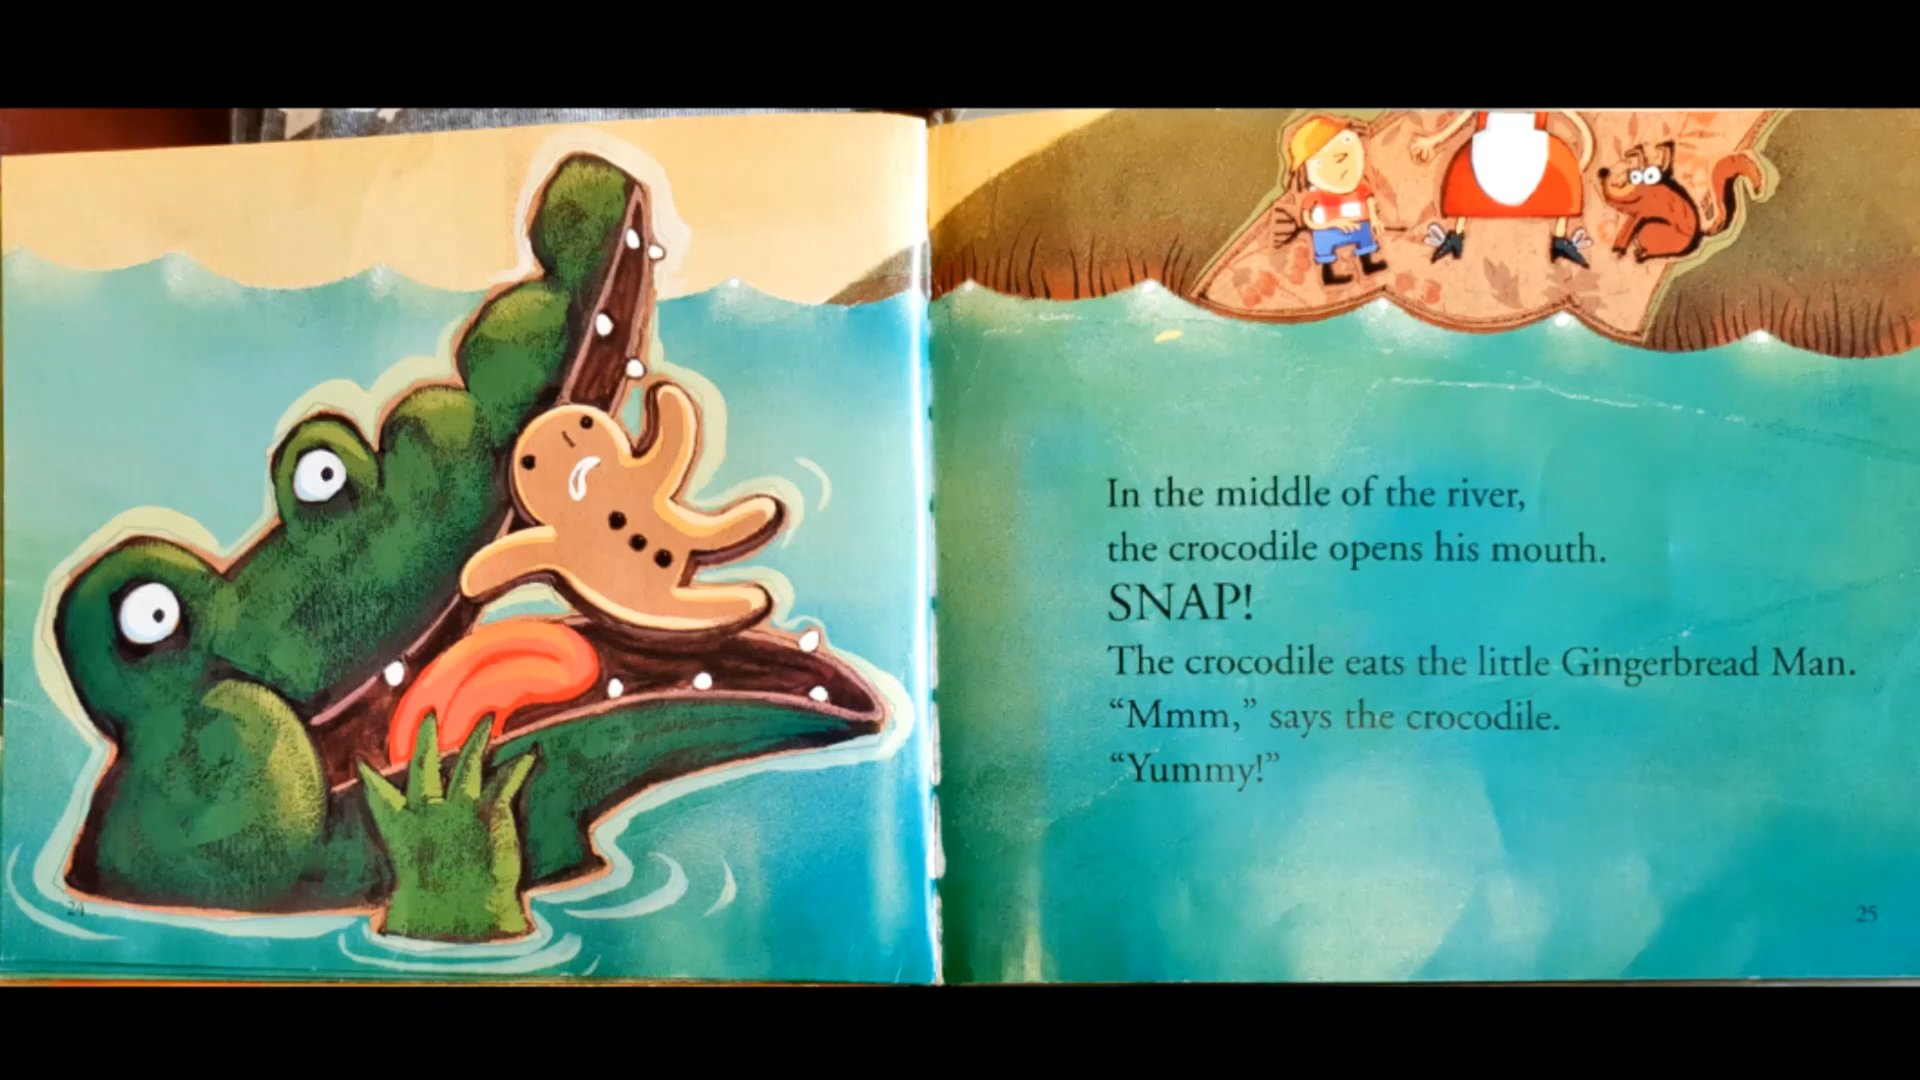 In the middle of the river,
the crocodile opens his mouth.
SNAP!
The crocodile eats the little Gingerbread Man.
“Mmm,” says the crocodile.
“Yummy!”
24
25